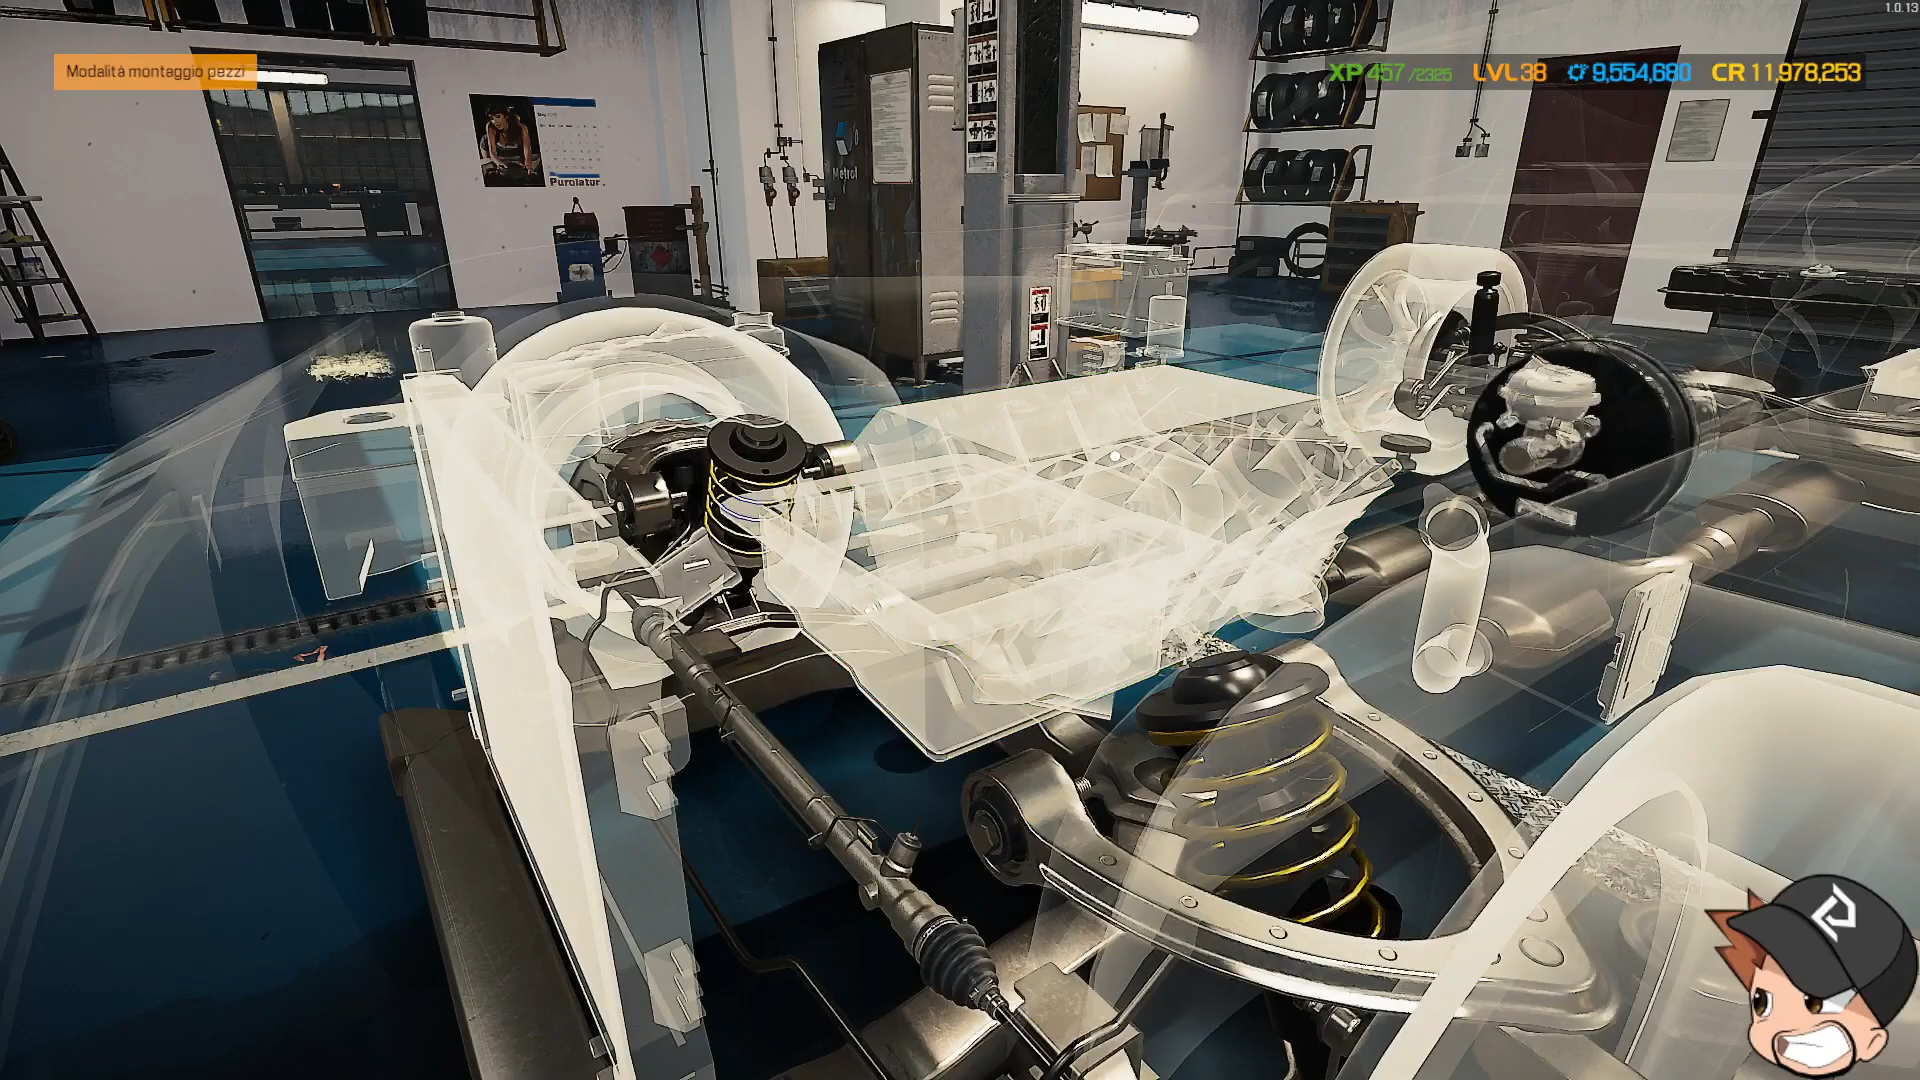 1.0.13
Modalità montaggio pezzi
XP 457/2325 LVL 38 9,554,680 CR 11,978,253
Purolator
Metrol